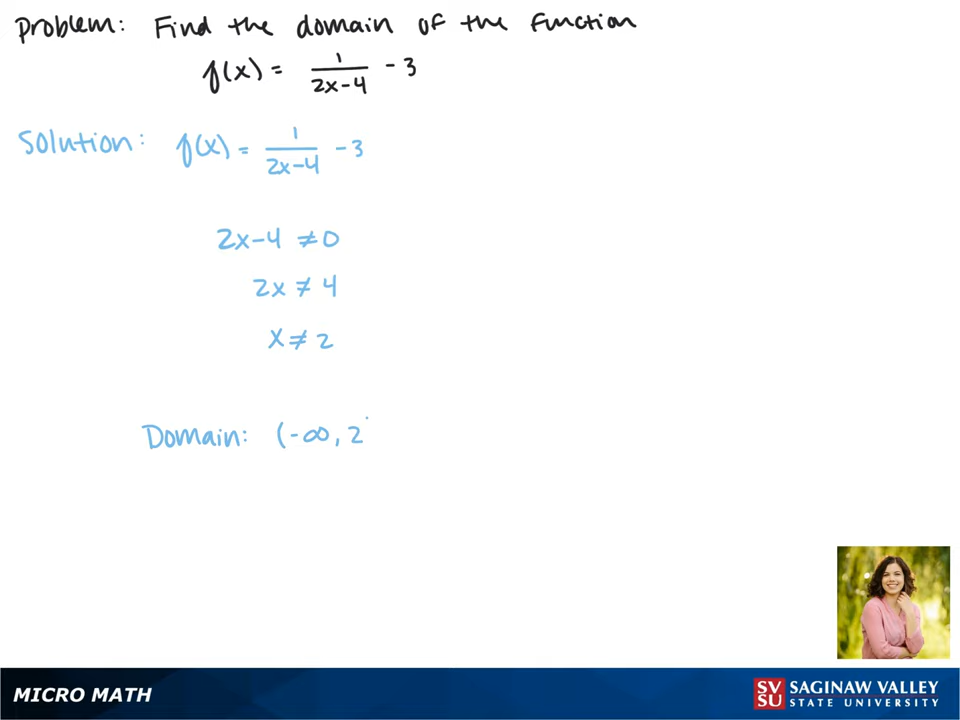 Problem: Find the domain of the function
f(x) = 1/(2x-4) - 3
Solution: f(x) = 1/(2x-4) - 3
2x-4 ≠ 0
2x ≠ 4
x ≠ 2
Domain: (-∞, 2
MICRO MATH
SVSU SAGINAW VALLEY
STATE UNIVERSITY